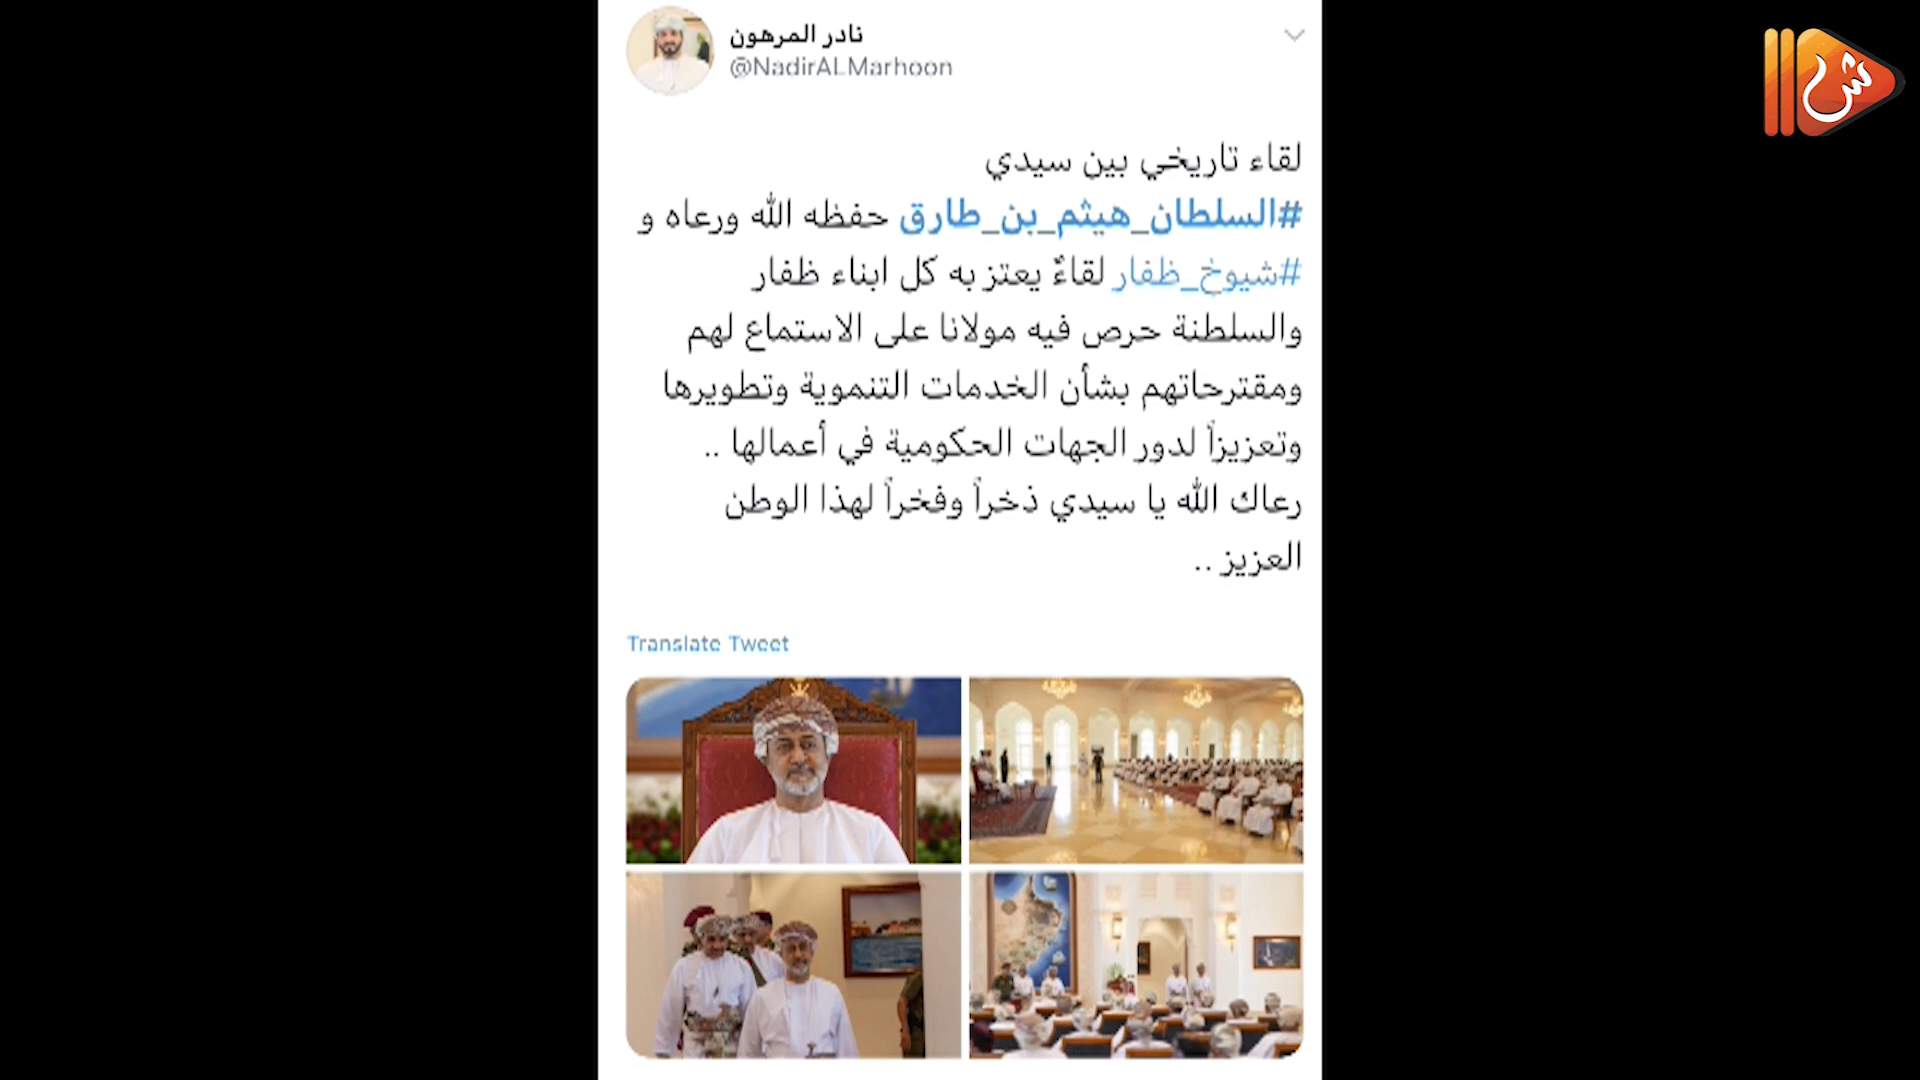 نادر المرهون
@NadirALMarhoon
لقاء تاريخي بين سيدي
#السلطان_هيثم_بن_طارق حفظه الله ورعاه و
#شيوخ_ظفار لقاءٌ يعتز به كل ابناء ظفار
والسلطنة حرص فيه مولانا على الاستماع لهم
ومقترحاتهم بشأن الخدمات التنموية وتطويرها
وتعزيزاً لدور الجهات الحكومية في أعمالها ..
رعاك الله يا سيدي ذخراً وفخراً لهذا الوطن
العزيز ..
Translate Tweet
ش